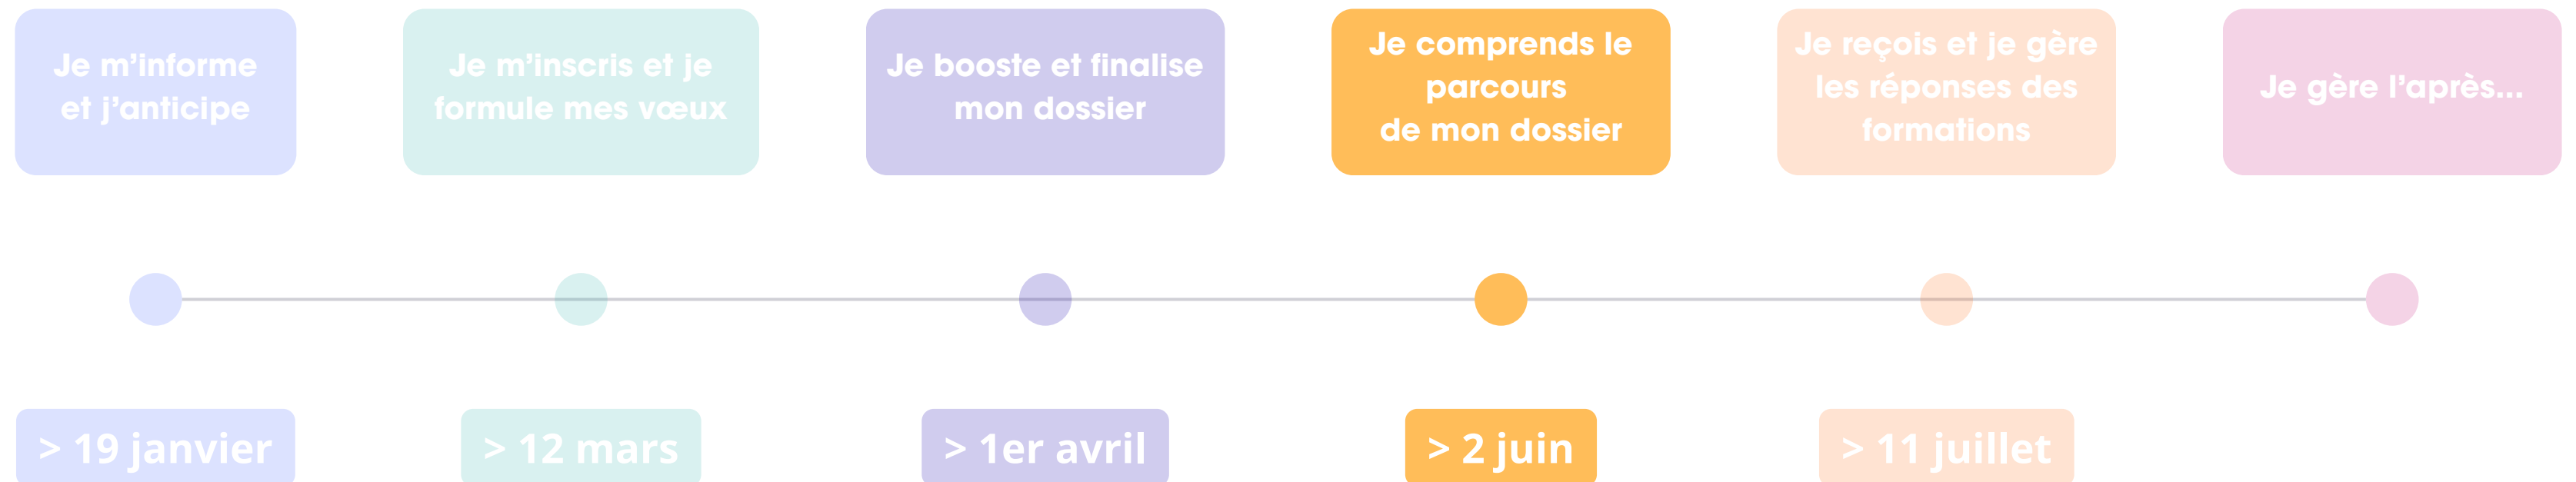 Je m’informe
et j’anticipe
Je m’inscris et je
formule mes vœux
Je booste et finalise
mon dossier
Je comprends le
parcours
de mon dossier
Je reçois et je gère
les réponses des
formations
Je gère l’après...
> 19 janvier
> 12 mars
> 1er avril
> 2 juin
> 11 juillet